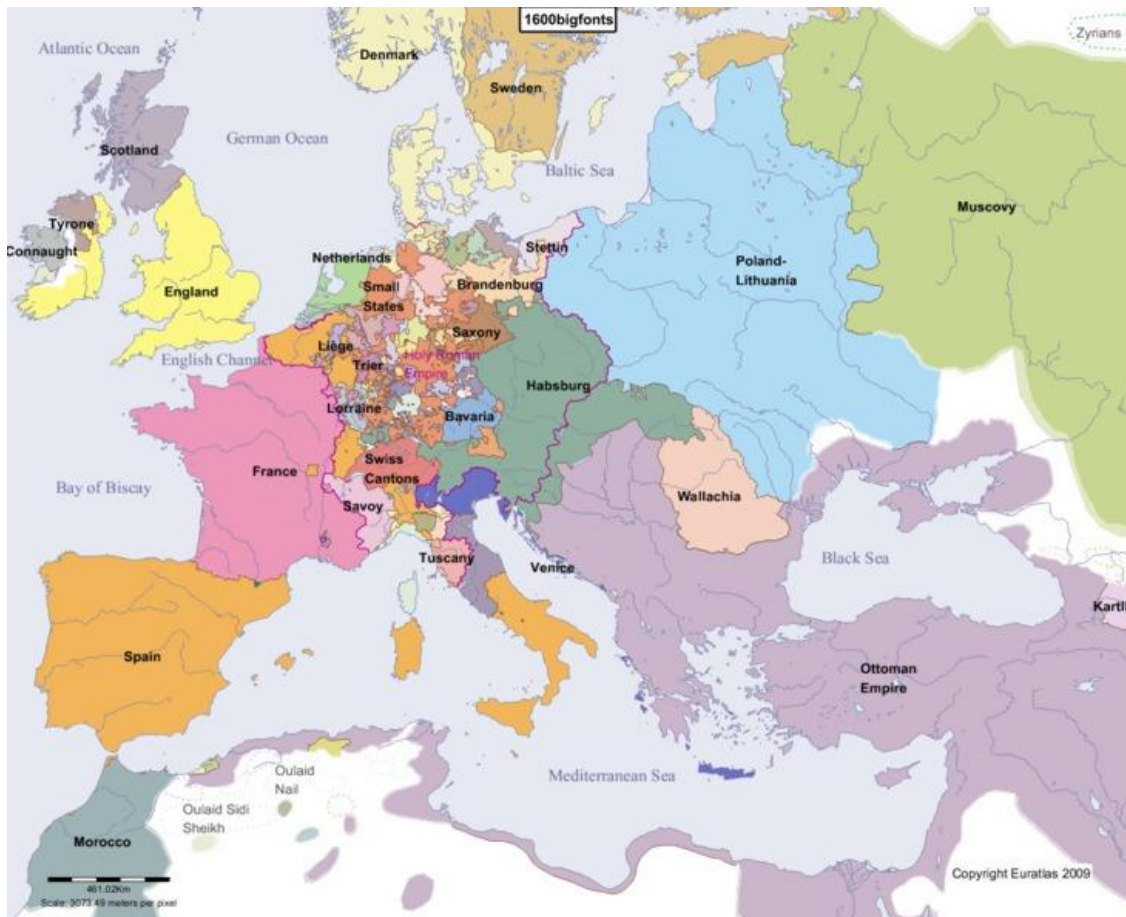 1600bigfonts
Atlantic Ocean
Zyrians
Denmark
Sweden
German Ocean
Scotland
Baltic Sea
Muscovy
Tyrone
Connaught
Stettin
Netherlands
Poland-
Lithuania
Small
States
Brandenburg
England
Saxony
Liège
English Channel
Holy Roman
Empire
Trier
Habsburg
Lorraine
Bavaria
Swiss
Cantons
France
Bay of Biscay
Wallachia
Savoy
Tuscany
Venice
Black Sea
Kartli
Spain
Ottoman
Empire
Mediterranean Sea
Oulaid
Nail
Oulaid Sidi
Sheikh
Morocco
461.02Km
Scale: 3073.49 meters per pixel
Copyright Euratlas 2009